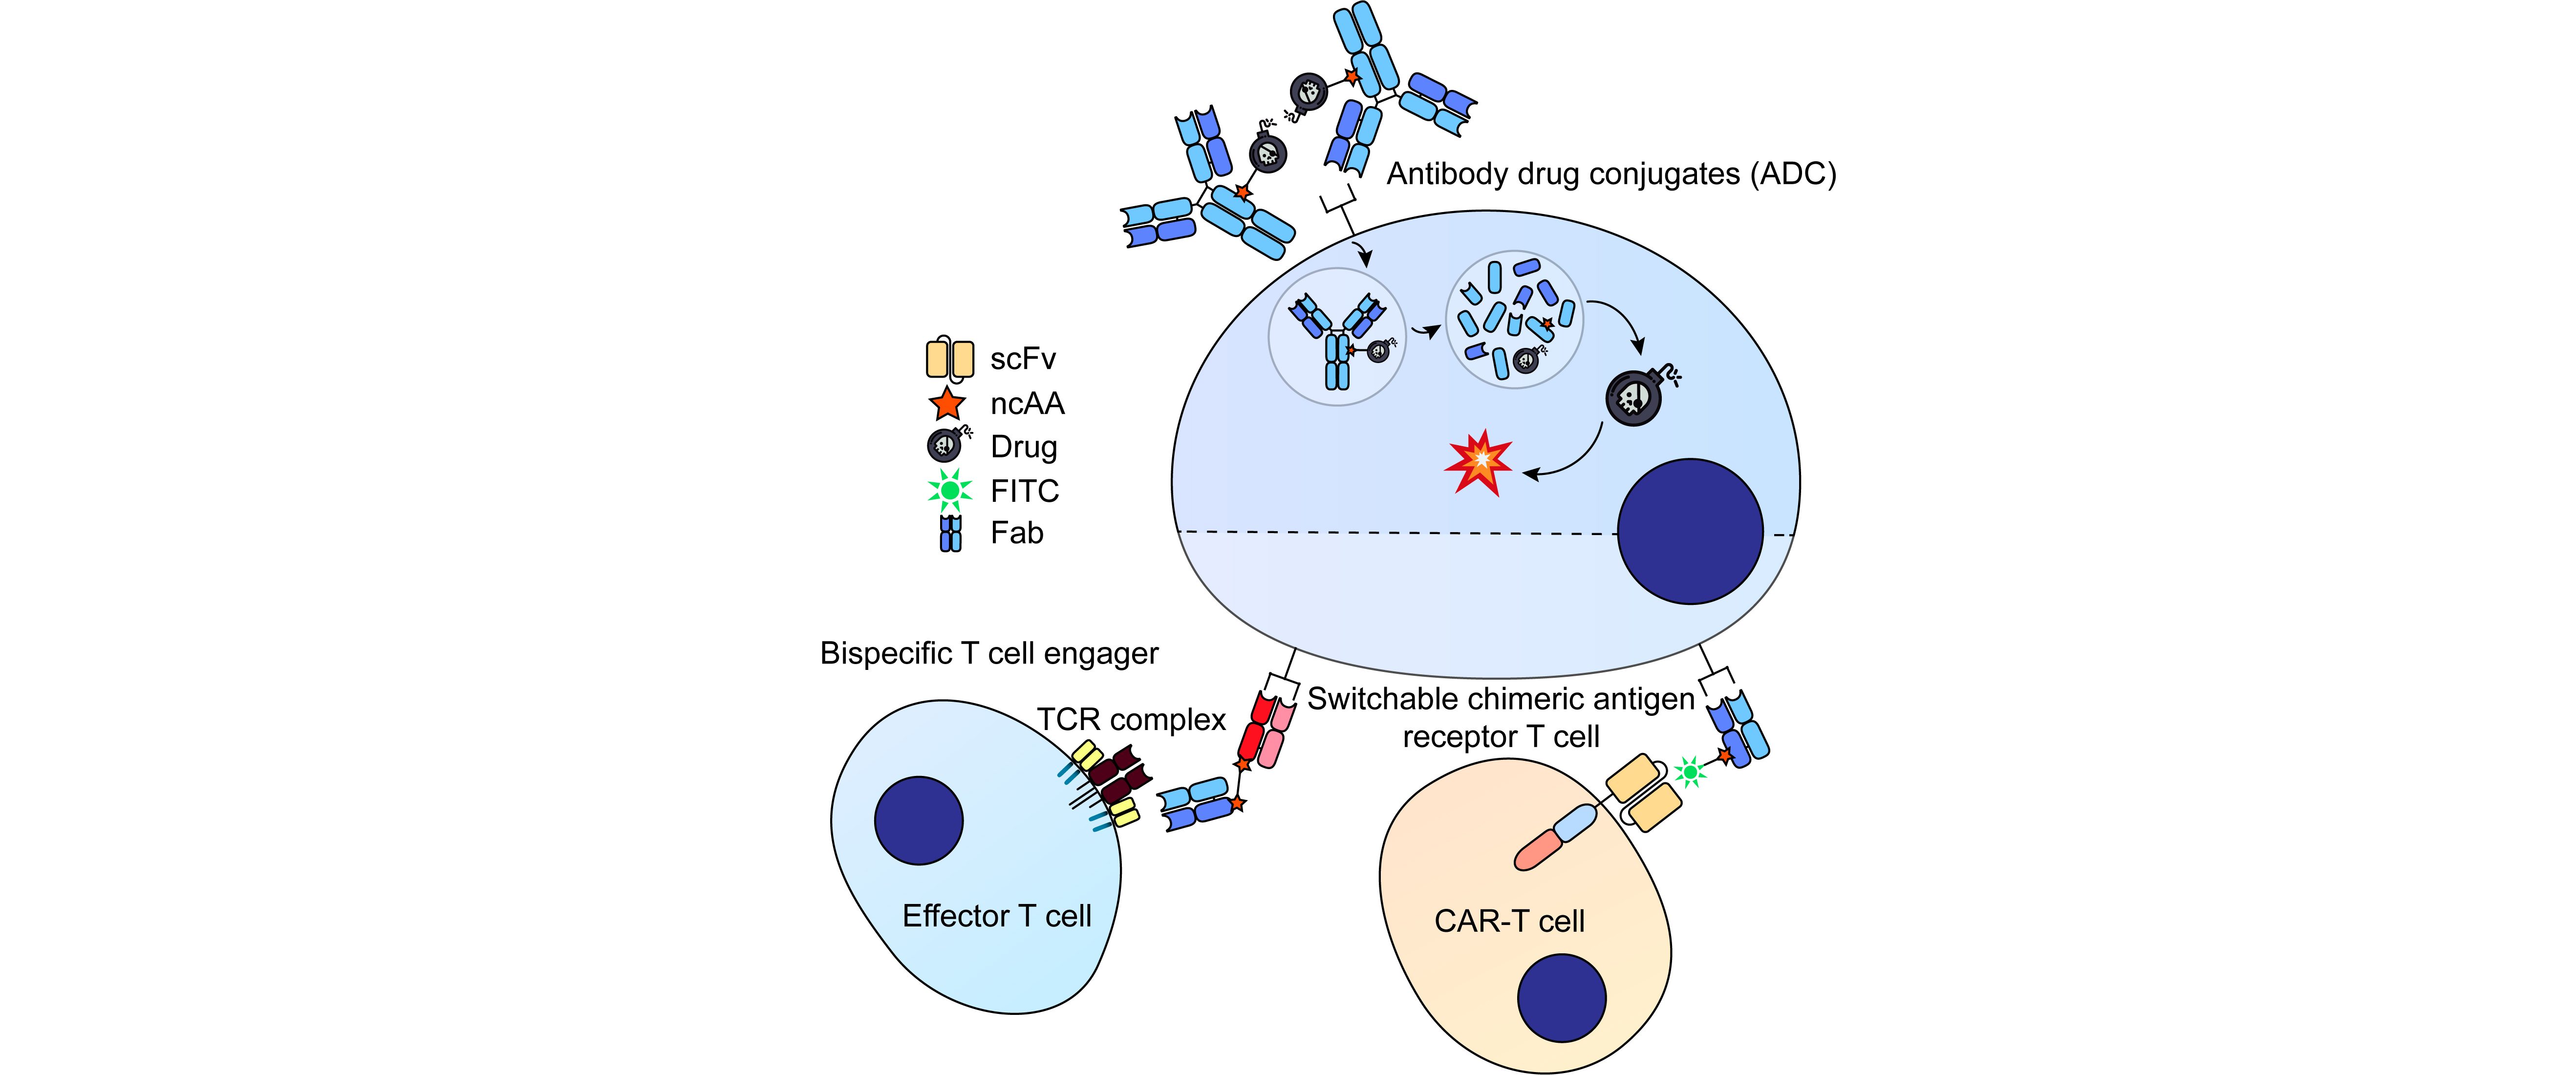 Antibody drug conjugates (ADC)
scFv
ncAA
Drug
FITC
Fab
Bispecific T cell engager
TCR complex
Switchable chimeric antigen
receptor T cell
Effector T cell
CAR-T cell